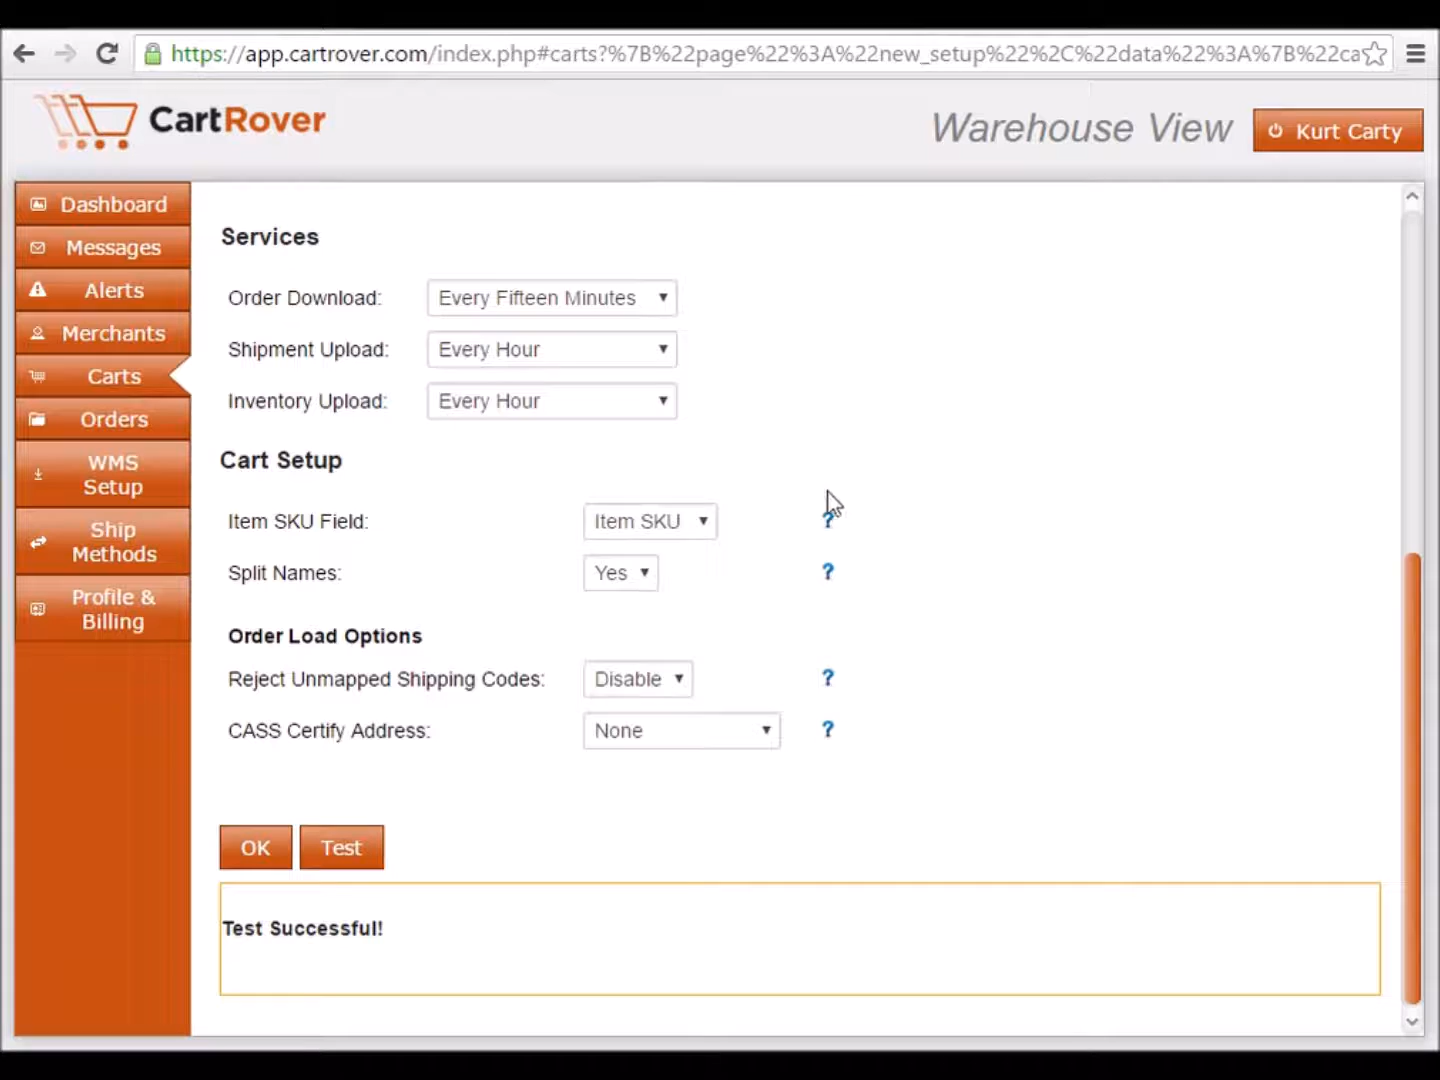 https://app.cartrover.com/index.php#carts?%7B%22page%22%3A%22new_setup%22%2C%22data%22%3A%7B%22ca
CartRover
Warehouse View
Kurt Carty
Dashboard
Messages
Alerts
Merchants
Carts
Orders
WMS
Setup
Ship
Methods
Profile &
Billing
Services
Order Download: Every Fifteen Minutes
Shipment Upload: Every Hour
Inventory Upload: Every Hour
Cart Setup
Item SKU Field: Item SKU ?
Split Names: Yes ?
Order Load Options
Reject Unmapped Shipping Codes: Disable ?
CASS Certify Address: None ?
OK Test
Test Successful!